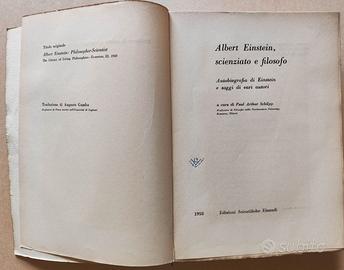 Titolo originale
Albert Einstein: Philosopher-Scientist
The Library of Living Philosophers - Evanston, Ill. 1949
Traduzione di Augusto Gamba
Albert Einstein,
scienziato e filosofo
Autobiografia di Einstein
e saggi di vari autori
a cura di Paul Arthur Schilpp
1958 Edizioni Scientifiche Einaudi
subito